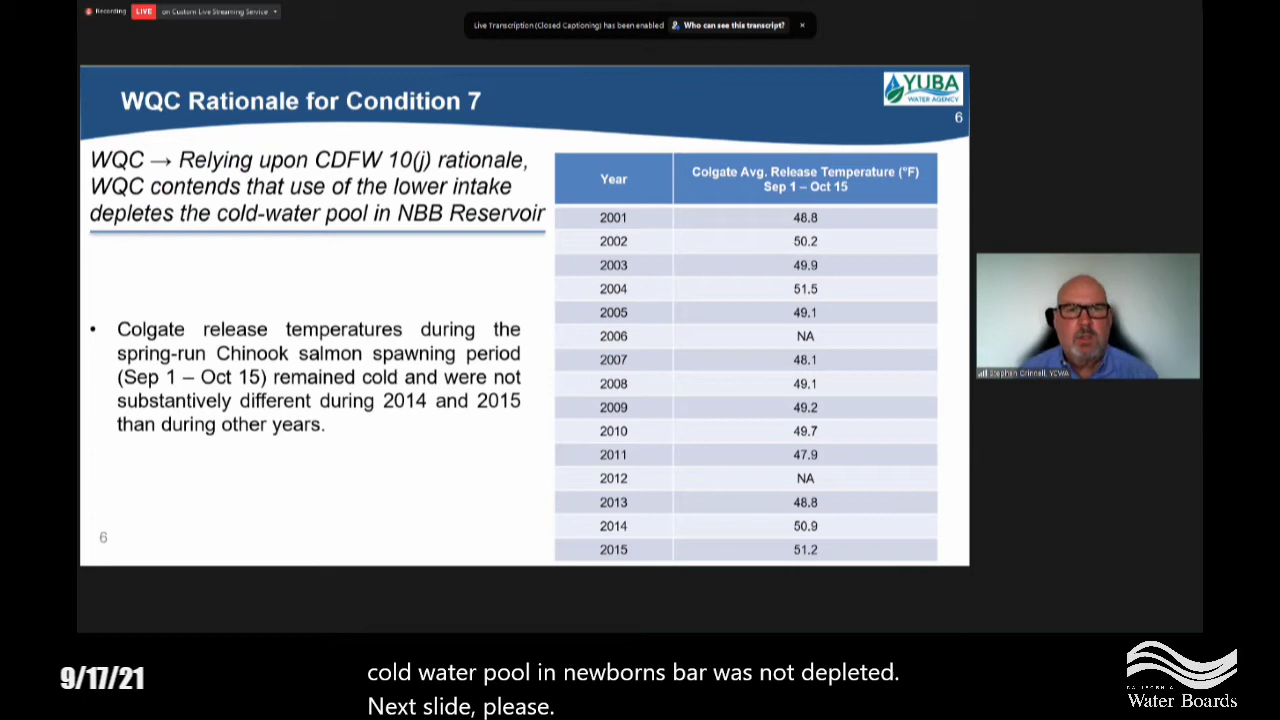 Recording LIVE on Custom Live Streaming Service
Live Transcription (Closed Captioning) has been enabled Who can see this transcript? ×
WQC Rationale for Condition 7
YUBA
WATER AGENCY
6
WQC → Relying upon CDFW 10(j) rationale,
WQC contends that use of the lower intake
depletes the cold-water pool in NBB Reservoir
• Colgate release temperatures during the
spring-run Chinook salmon spawning period
(Sep 1 – Oct 15) remained cold and were not
substantively different during 2014 and 2015
than during other years.
6
Year Colgate Avg. Release Temperature (°F)
Sep 1 – Oct 15
2001 48.8
2002 50.2
2003 49.9
2004 51.5
2005 49.1
2006 NA
2007 48.1
2008 49.1
2009 49.2
2010 49.7
2011 47.9
2012 NA
2013 48.8
2014 50.9
2015 51.2
Stephen Grinnell, YCWA
9/17/21
cold water pool in newborns bar was not depleted.
Next slide, please.
CALIFORNIA
Water Boards